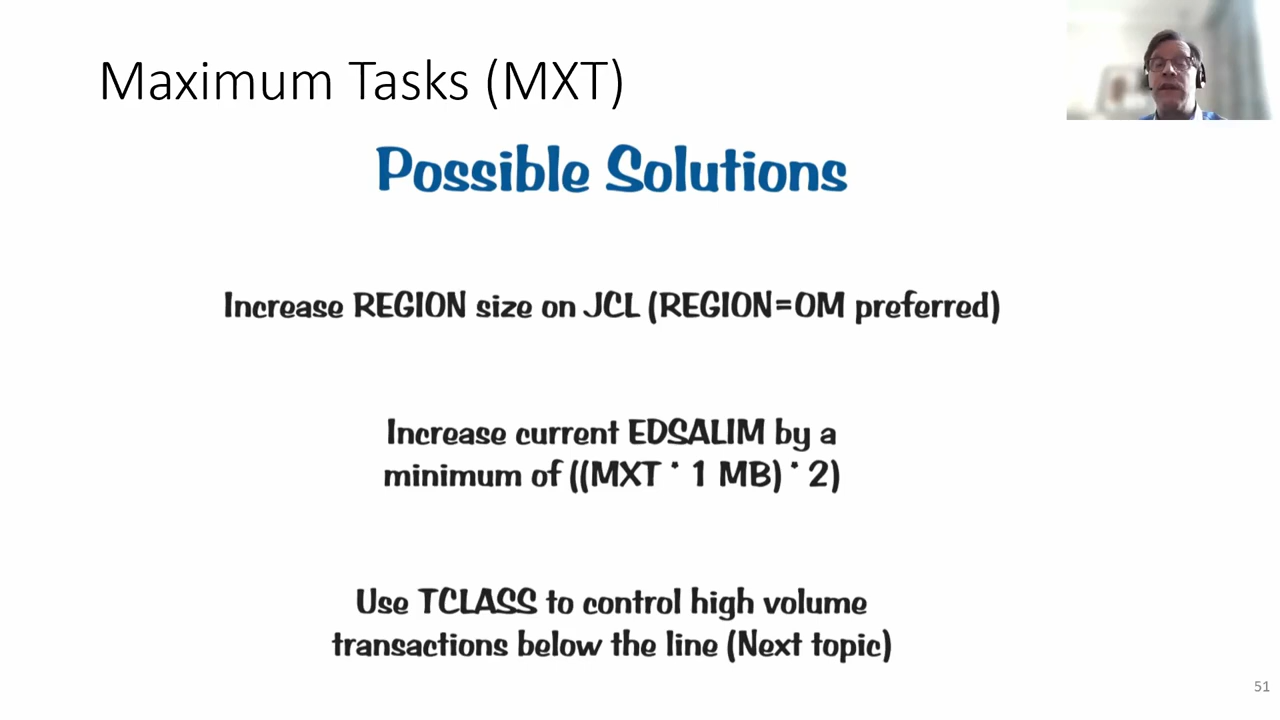 Maximum Tasks (MXT)
Possible Solutions
Increase REGION size on JCL (REGION=0M preferred)
Increase current EDSALIM by a
minimum of ((MXT * 1 MB) * 2)
Use TCLASS to control high volume
transactions below the line (Next topic)
51